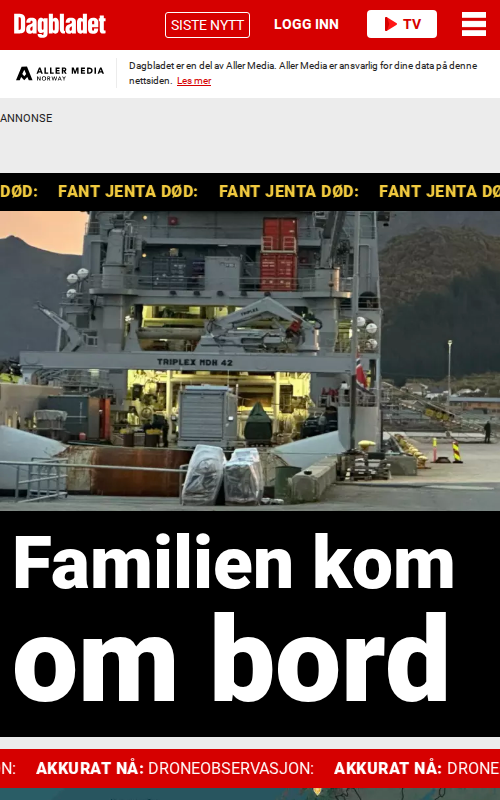 Dagbladet
SISTE NYTT
LOGG INN
TV
ALLER MEDIA
NORWAY
Dagbladet er en del av Aller Media. Aller Media er ansvarlig for dine data på denne
nettsiden. Les mer
ANNONSE
DØD: FANT JENTA DØD: FANT JENTA DØD: FANT JENTA DØ
TRIPLEX MDH 42
Familien kom
om bord
N: AKKURAT NÅ: DRONEOBSERVASJON: AKKURAT NÅ: DRONE